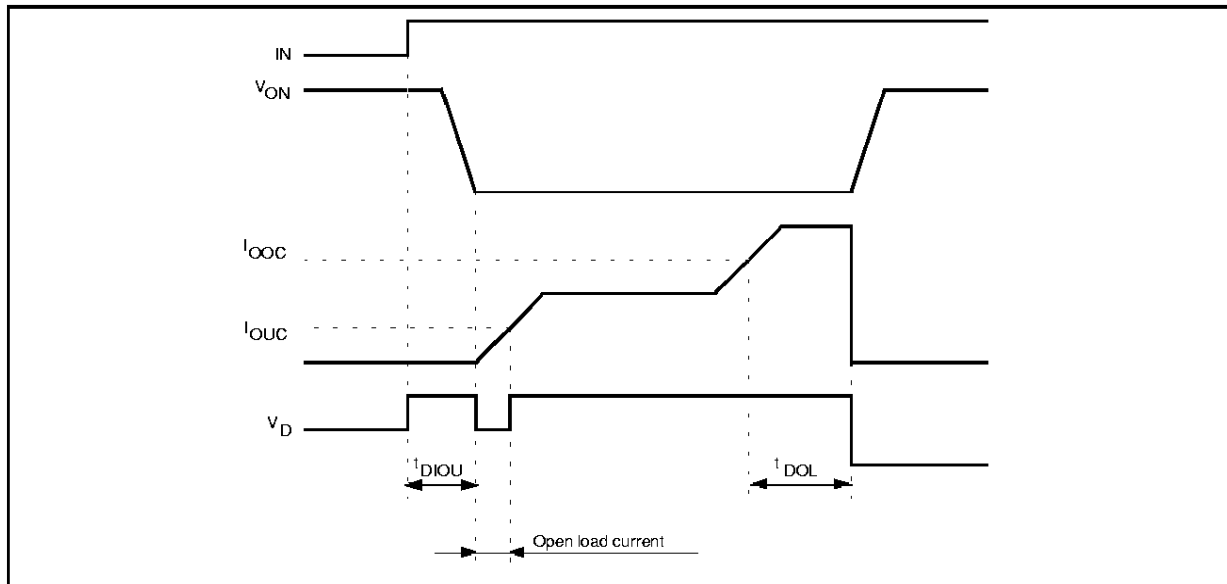 IN
VON
IOOC
IOUC
VD
tDIOU
tDOL
Open load current